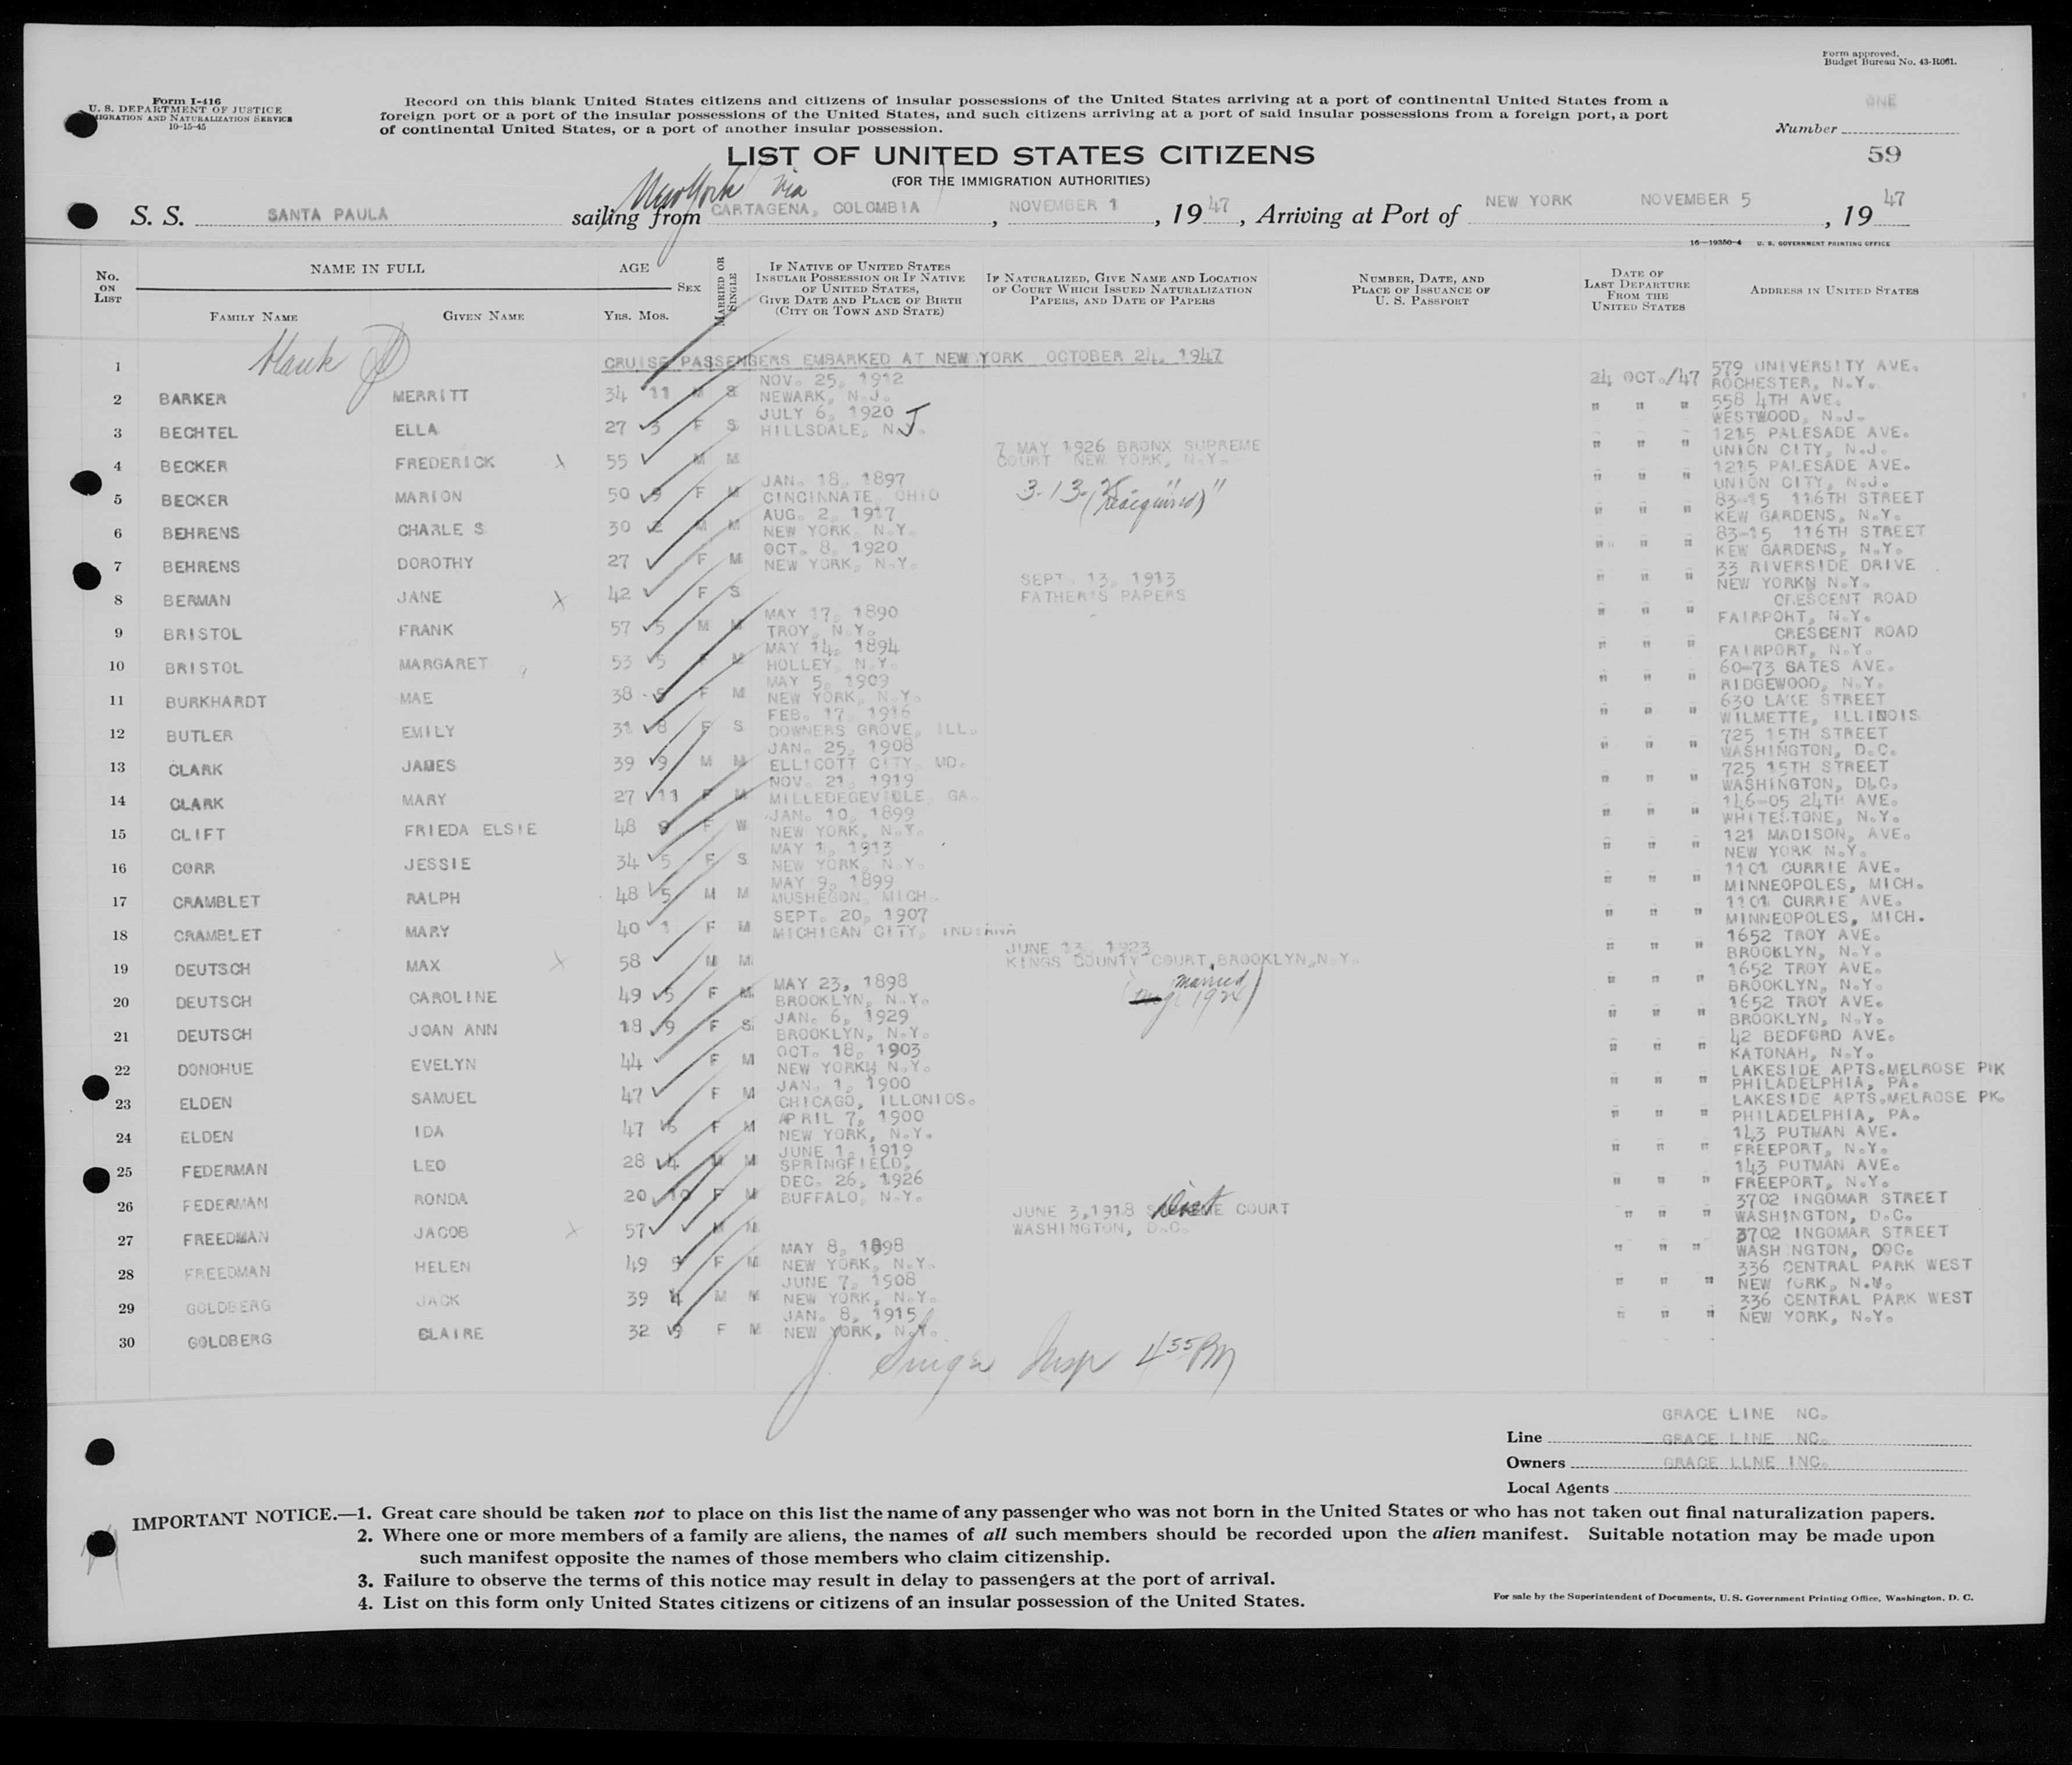 Form approved.
Budget Bureau No. 43-R061.
Form I-416
U. S. DEPARTMENT OF JUSTICE
MIGRATION AND NATURALIZATION SERVICE
10-15-45
Record on this blank United States citizens and citizens of insular possessions of the United States arriving at a port of continental United States from a
foreign port or a port of the insular possessions of the United States, and such citizens arriving at a port of said insular possessions from a foreign port, a port
of continental United States, or a port of another insular possession.
ONE
Number
59
LIST OF UNITED STATES CITIZENS
(FOR THE IMMIGRATION AUTHORITIES)
New York via
S. S. SANTA PAULA sailing from CARTAGENA, COLOMBIA, NOVEMBER 1, 1947, Arriving at Port of NEW YORK NOVEMBER 5, 1947
16—19350-4 U. S. GOVERNMENT PRINTING OFFICE
No. ON LIST
NAME IN FULL
FAMILY NAME GIVEN NAME
AGE
YRS. MOS.
SEX
MARRIED OR SINGLE
IF NATIVE OF UNITED STATES INSULAR POSSESSION OR IF NATIVE OF UNITED STATES, GIVE DATE AND PLACE OF BIRTH (CITY OR TOWN AND STATE)
IF NATURALIZED, GIVE NAME AND LOCATION OF COURT WHICH ISSUED NATURALIZATION PAPERS, AND DATE OF PAPERS
NUMBER, DATE, AND PLACE OF ISSUANCE OF U. S. PASSPORT
DATE OF LAST DEPARTURE FROM THE UNITED STATES
ADDRESS IN UNITED STATES
1 CRUISE PASSENGERS EMBARKED AT NEW YORK OCTOBER 24, 1947
2 BARKER MERRITT 34 11 M S NOV. 25, 1912 NEWARK, N.J. 24 OCT./47 579 UNIVERSITY AVE. ROCHESTER, N.Y.
3 BECHTEL ELLA 27 3 F S JULY 6, 1920 HILLSDALE, N.J. " " " 558 4TH AVE. WESTWOOD, N.J.
4 BECKER FREDERICK X 55 M M 7 MAY 1926 BRONX SUPREME COURT NEW YORK, N.Y. " " " 1215 PALESADE AVE. UNION CITY, N.J.
5 BECKER MARION 50 9 F M JAN. 18, 1897 CINCINNATE, OHIO " " " 1215 PALESADE AVE. UNION CITY, N.J.
6 BEHRENS CHARLE S 30 2 M M AUG. 2, 1917 NEW YORK, N.Y. " " " 83-15 116TH STREET KEW GARDENS, N.Y.
7 BEHRENS DOROTHY 27 F M OCT. 8, 1920 NEW YORK, N.Y. " " " 83-15 116TH STREET KEW GARDENS, N.Y.
8 BERMAN JANE X 42 F S SEPT. 13, 1913 FATHER'S PAPERS " " " 33 RIVERSIDE DRIVE NEW YORKN N.Y.
9 BRISTOL FRANK 57 5 M M MAY 17, 1890 TROY, N.Y. " " " CRESCENT ROAD FAIRPORT, N.Y.
10 BRISTOL MARGARET 53 5 F M MAY 14, 1894 HOLLEY, N.Y. " " " CRESCENT ROAD FAIRPORT, N.Y.
11 BURKHARDT MAE 38 5 F M MAY 5, 1909 NEW YORK, N.Y. " " " 60-73 GATES AVE. RIDGEWOOD, N.Y.
12 BUTLER EMILY 31 8 F S FEB. 17, 1916 DOWNERS GROVE, ILL. " " " 630 LAKE STREET WILMETTE, ILLINOIS
13 CLARK JAMES 39 9 M M JAN. 25, 1908 ELLICOTT CITY, MD. " " " 725 15TH STREET WASHINGTON, D.C.
14 CLARK MARY 27 11 F M NOV. 21, 1919 MILLEDEGEVILLE, GA. " " " 725 15TH STREET WASHINGTON, DLC.
15 CLIFT FRIEDA ELSIE 48 9 F W JAN. 10, 1899 NEW YORK, N.Y. " " " 146-05 24TH AVE. WHITESTONE, N.Y.
16 CORR JESSIE 34 5 F S MAY 1, 1913 NEW YORK, N.Y. " " " 121 MADISON, AVE. NEW YORK N.Y.
17 CRAMBLET RALPH 48 5 M M MAY 9, 1899 MUSHEGON, MICH. " " " 1101 CURRIE AVE. MINNEOPOLES, MICH.
18 CRAMBLET MARY 40 1 F M SEPT. 20, 1907 MICHIGAN CITY, INDIANA " " " 1101 CURRIE AVE. MINNEOPOLES, MICH.
19 DEUTSCH MAX X 58 M M JUNE 13, 1923 KINGS COUNTY COURT, BROOKLYN, N.Y. " " " 1652 TROY AVE. BROOKLYN, N.Y.
20 DEUTSCH CAROLINE 49 5 F M MAY 23, 1898 BROOKLYN, N.Y. married " " " 1652 TROY AVE. BROOKLYN, N.Y.
21 DEUTSCH JOAN ANN 18 9 F S JAN. 6, 1929 BROOKLYN, N.Y. " " " 1652 TROY AVE. BROOKLYN, N.Y.
22 DONOHUE EVELYN 44 F M OCT. 18, 1903 NEW YORKN N.Y. " " " 42 BEDFORD AVE. KATONAH, N.Y.
23 ELDEN SAMUEL 47 F M JAN. 1, 1900 CHICAGO, ILLONIOS. " " " LAKESIDE APTS.MELROSE PIK PHILADELPHIA, PA.
24 ELDEN IDA 47 F M APRIL 7, 1900 NEW YORK, N.Y. " " " LAKESIDE APTS.MELROSE PK. PHILADELPHIA, PA.
25 FEDERMAN LEO 28 4 M M JUNE 1, 1919 SPRINGFIELD, " " " 143 PUTMAN AVE. FREEPORT, N.Y.
26 FEDERMAN RONDA 20 10 F M DEC. 26, 1926 BUFFALO, N.Y. " " " 143 PUTMAN AVE. FREEPORT, N.Y.
27 FREEDMAN JACOB X 57 M M JUNE 3,1918 Dist COURT WASHINGTON, D.C. " " " 3702 INGOMAR STREET WASHINGTON, D.C.
28 FREEDMAN HELEN 49 5 F M MAY 8, 1898 NEW YORK, N.Y. " " " 3702 INGOMAR STREET WASH NGTON, DOC.
29 GOLDBERG JACK 39 4 M M JUNE 7, 1908 NEW YORK, N.Y. " " " 336 CENTRAL PARK WEST NEW YORK, N.Y.
30 GOLDBERG CLAIRE 32 9 F M JAN. 8, 1915 NEW YORK, N.Y. " " " 336 CENTRAL PARK WEST NEW YORK, N.Y.
Insp 4 35 PM
GRACE LINE NC.
Line GRACE LINE NC.
Owners GRACE LLNE INC.
Local Agents
IMPORTANT NOTICE.—1. Great care should be taken not to place on this list the name of any passenger who was not born in the United States or who has not taken out final naturalization papers.
2. Where one or more members of a family are aliens, the names of all such members should be recorded upon the alien manifest. Suitable notation may be made upon
such manifest opposite the names of those members who claim citizenship.
3. Failure to observe the terms of this notice may result in delay to passengers at the port of arrival.
4. List on this form only United States citizens or citizens of an insular possession of the United States.
For sale by the Superintendent of Documents, U. S. Government Printing Office, Washington, D. C.